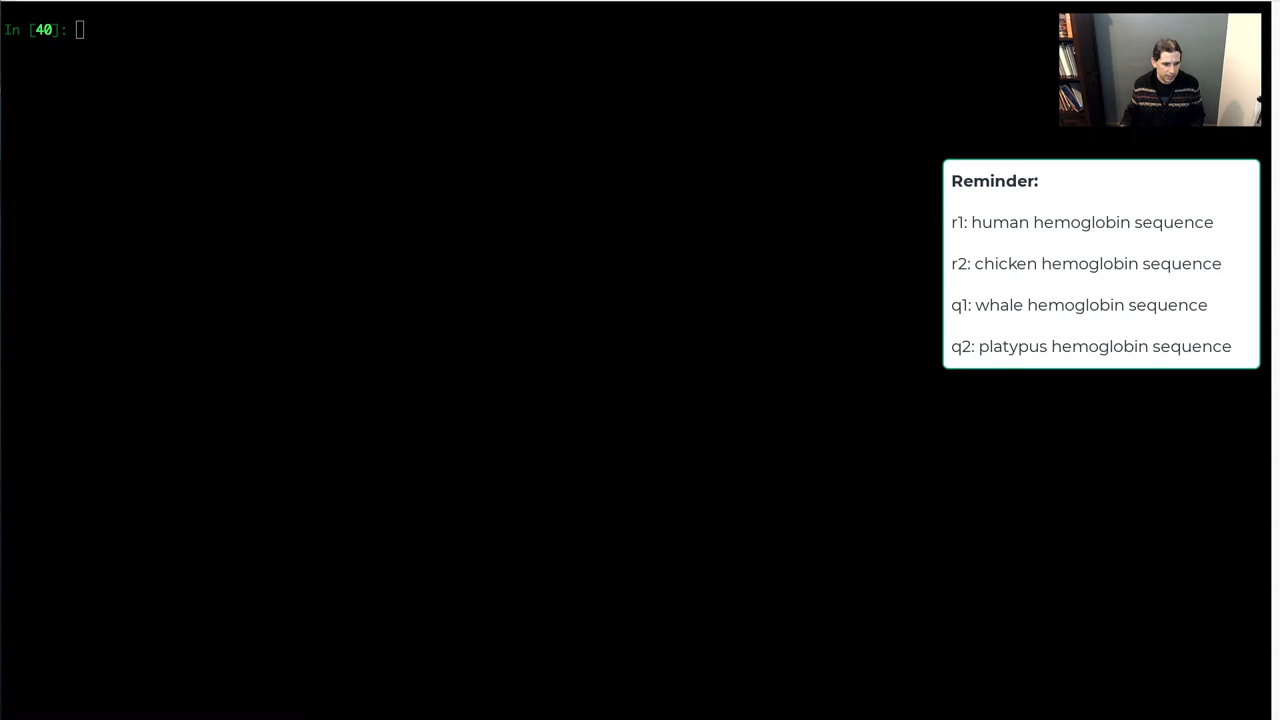 In [40]:
Reminder:
r1: human hemoglobin sequence
r2: chicken hemoglobin sequence
q1: whale hemoglobin sequence
q2: platypus hemoglobin sequence